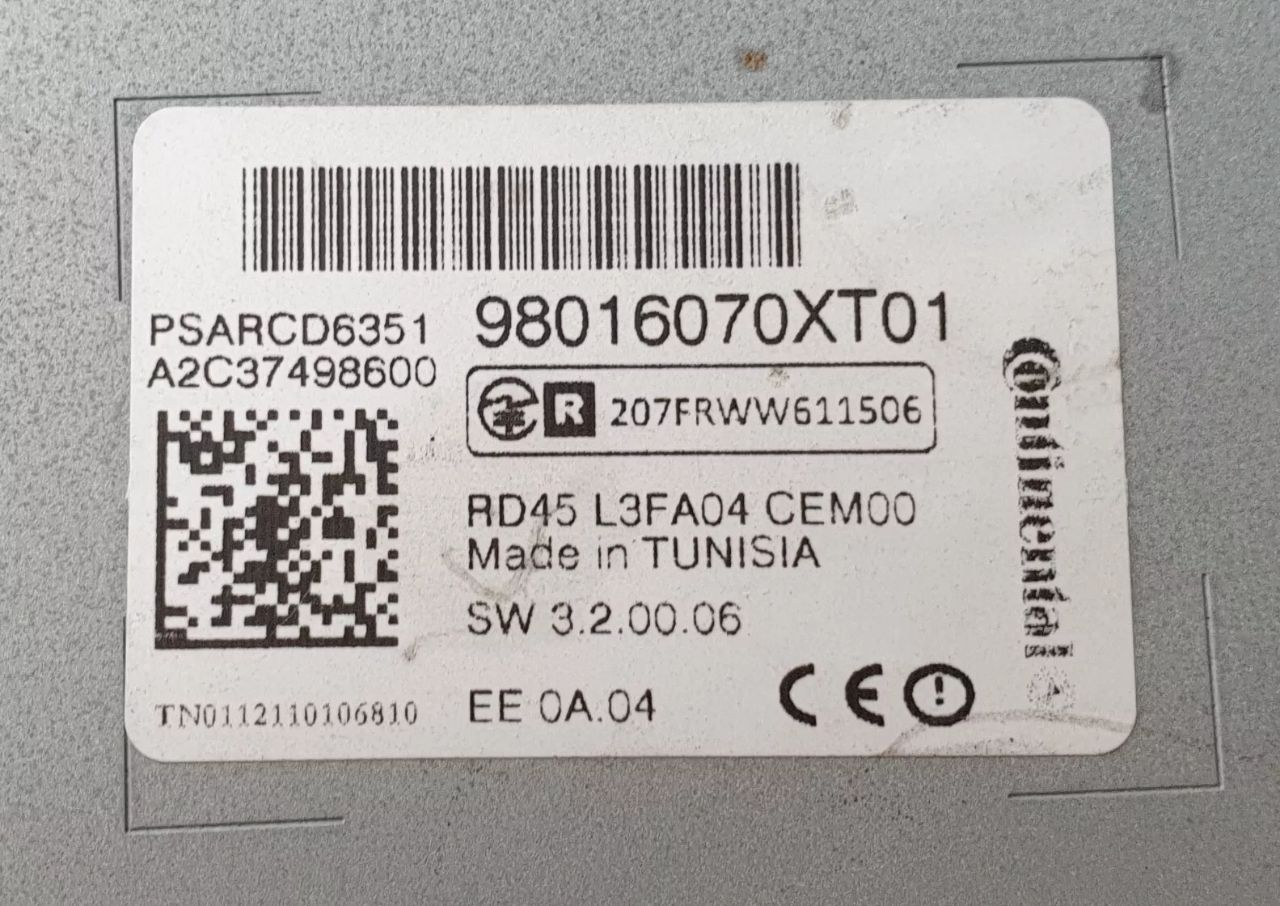 PSARCD6351
A2C37498600
98016070XT01
R 207FRWW611506
RD45 L3FA04 CEM00
Made in TUNISIA
SW 3.2.00.06
TN0112110106810
EE 0A.04
CE
Continental